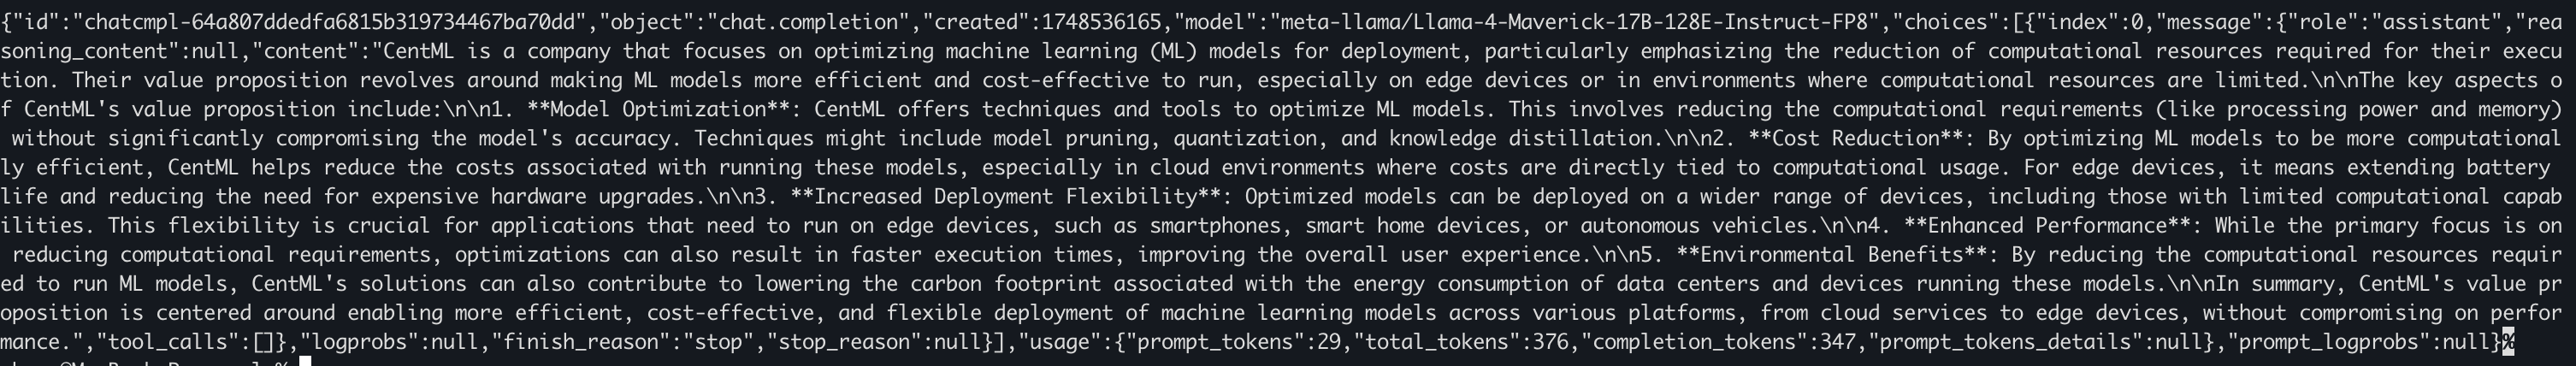 {"id":"chatcmpl-64a807ddedfa6815b319734467ba70dd","object":"chat.completion","created":1748536165,"model":"meta-llama/Llama-4-Maverick-17B-128E-Instruct-FP8","choices":[{"index":0,"message":{"role":"assistant","rea
soning_content":null,"content":"CentML is a company that focuses on optimizing machine learning (ML) models for deployment, particularly emphasizing the reduction of computational resources required for their execu
tion. Their value proposition revolves around making ML models more efficient and cost-effective to run, especially on edge devices or in environments where computational resources are limited.\n\nThe key aspects o
f CentML's value proposition include:\n\n1. **Model Optimization**: CentML offers techniques and tools to optimize ML models. This involves reducing the computational requirements (like processing power and memory)
 without significantly compromising the model's accuracy. Techniques might include model pruning, quantization, and knowledge distillation.\n\n2. **Cost Reduction**: By optimizing ML models to be more computational
ly efficient, CentML helps reduce the costs associated with running these models, especially in cloud environments where costs are directly tied to computational usage. For edge devices, it means extending battery
life and reducing the need for expensive hardware upgrades.\n\n3. **Increased Deployment Flexibility**: Optimized models can be deployed on a wider range of devices, including those with limited computational capab
ilities. This flexibility is crucial for applications that need to run on edge devices, such as smartphones, smart home devices, or autonomous vehicles.\n\n4. **Enhanced Performance**: While the primary focus is on
 reducing computational requirements, optimizations can also result in faster execution times, improving the overall user experience.\n\n5. **Environmental Benefits**: By reducing the computational resources requir
ed to run ML models, CentML's solutions can also contribute to lowering the carbon footprint associated with the energy consumption of data centers and devices running these models.\n\nIn summary, CentML's value pr
oposition is centered around enabling more efficient, cost-effective, and flexible deployment of machine learning models across various platforms, from cloud services to edge devices, without compromising on perfor
mance.","tool_calls":[]},"logprobs":null,"finish_reason":"stop","stop_reason":null}],"usage":{"prompt_tokens":29,"total_tokens":376,"completion_tokens":347,"prompt_tokens_details":null},"prompt_logprobs":null}%